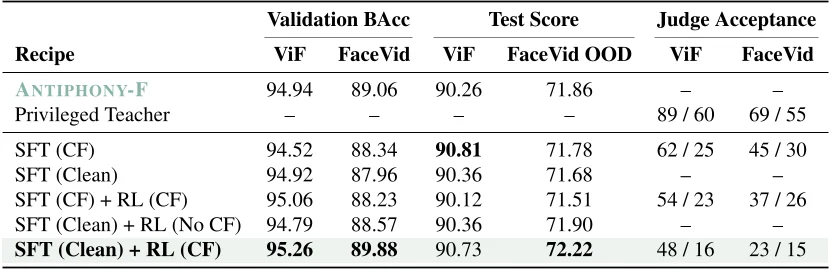 Validation BAcc Test Score Judge Acceptance
Recipe ViF FaceVid ViF FaceVid OOD ViF FaceVid
ANTIPHONY-F 94.94 89.06 90.26 71.86 – –
Privileged Teacher – – – – 89 / 60 69 / 55
SFT (CF) 94.52 88.34 90.81 71.78 62 / 25 45 / 30
SFT (Clean) 94.92 87.96 90.36 71.68 – –
SFT (CF) + RL (CF) 95.06 88.23 90.12 71.51 54 / 23 37 / 26
SFT (Clean) + RL (No CF) 94.79 88.57 90.36 71.90 – –
SFT (Clean) + RL (CF) 95.26 89.88 90.73 72.22 48 / 16 23 / 15